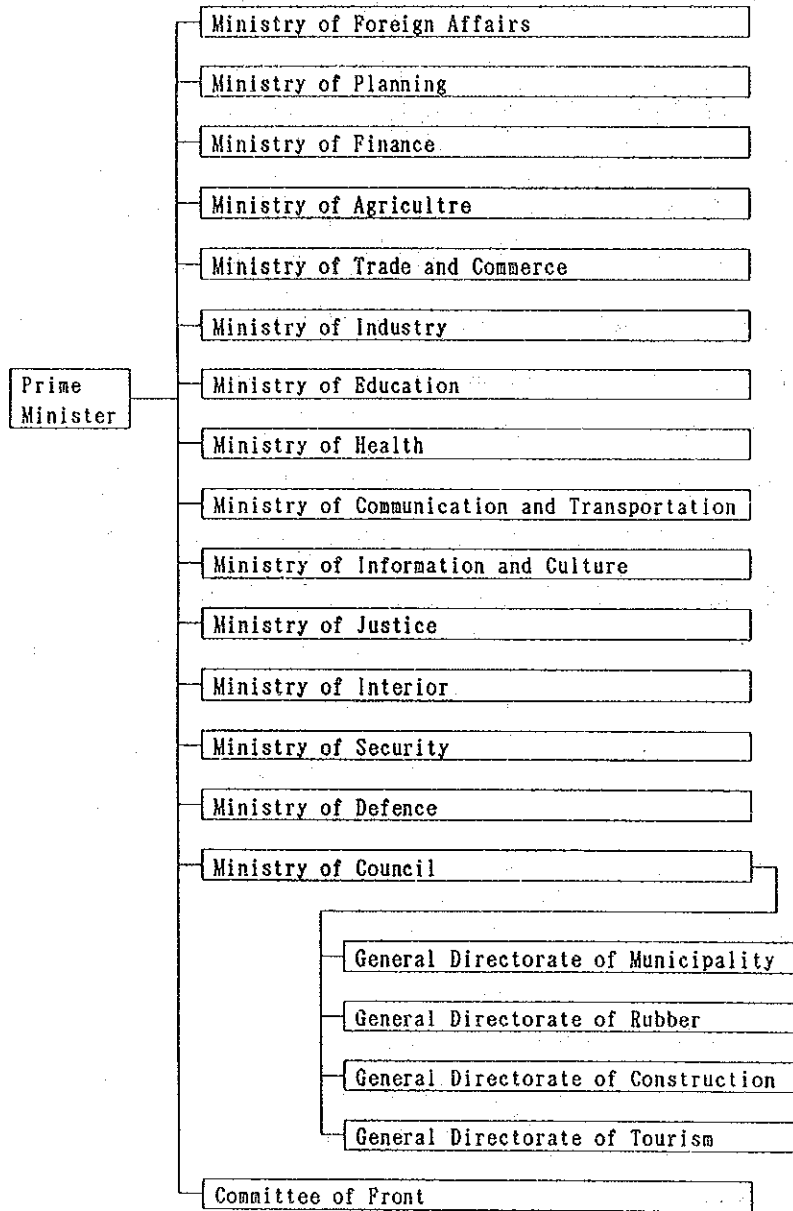 Ministry of Foreign Affairs
Ministry of Planning
Ministry of Finance
Ministry of Agricultre
Ministry of Trade and Commerce
Ministry of Industry
Prime
Minister
Ministry of Education
Ministry of Health
Ministry of Communication and Transportation
Ministry of Information and Culture
Ministry of Justice
Ministry of Interior
Ministry of Security
Ministry of Defence
Ministry of Council
General Directorate of Municipality
General Directorate of Rubber
General Directorate of Construction
General Directorate of Tourism
Committee of Front